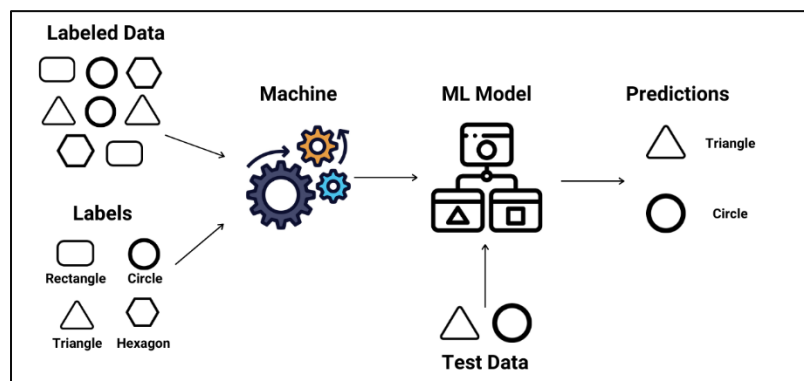 Labeled Data
Machine
ML Model
Predictions
Triangle
Circle
Labels
Rectangle
Circle
Triangle
Hexagon
Test Data